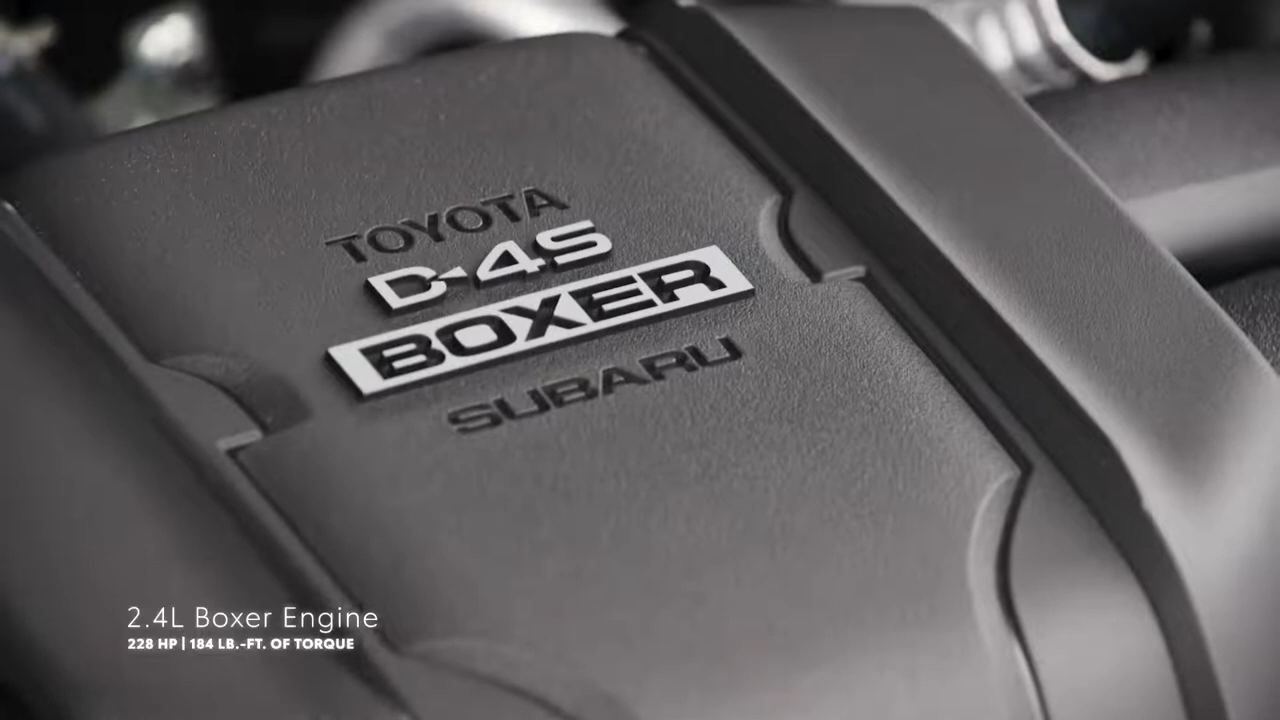 TOYOTA
D-4S
BOXER
SUBARU
2.4L Boxer Engine
228 HP | 184 LB.-FT. OF TORQUE